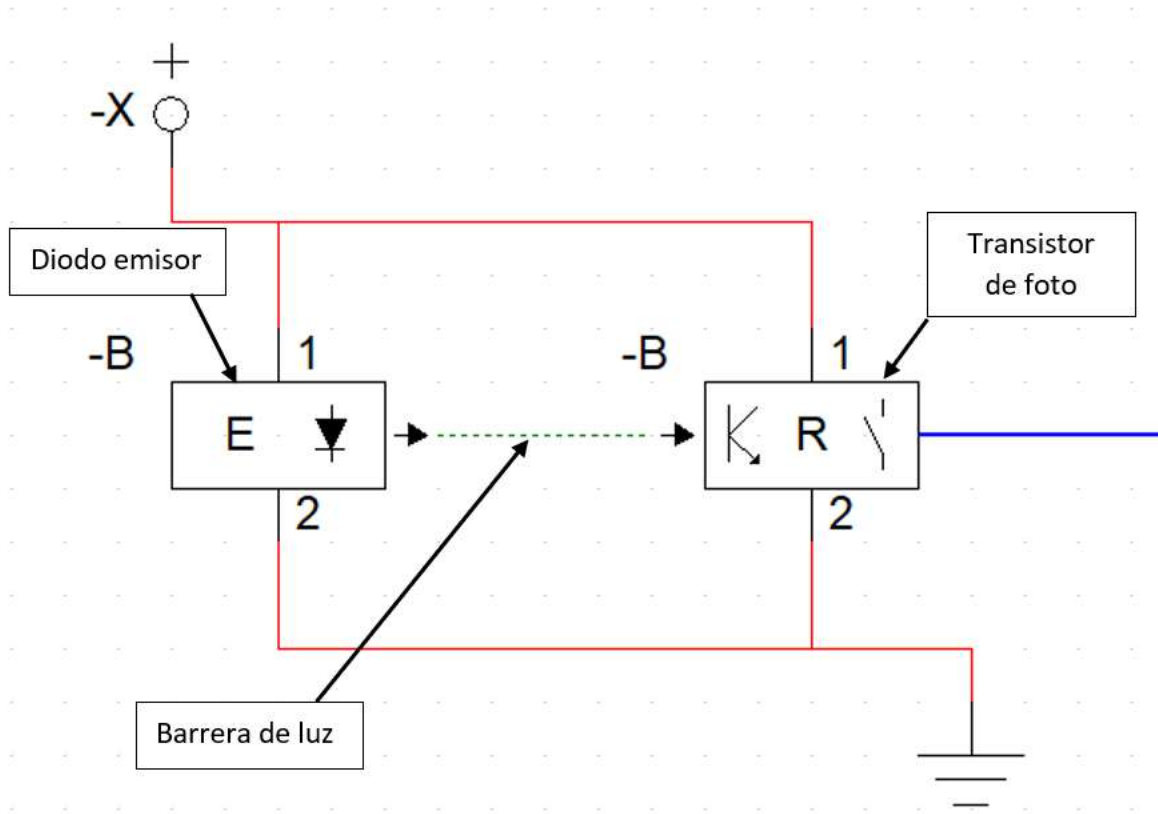 +
-X
Diodo emisor
Transistor
de foto
-B
1
-B
1
E
R
2
2
Barrera de luz